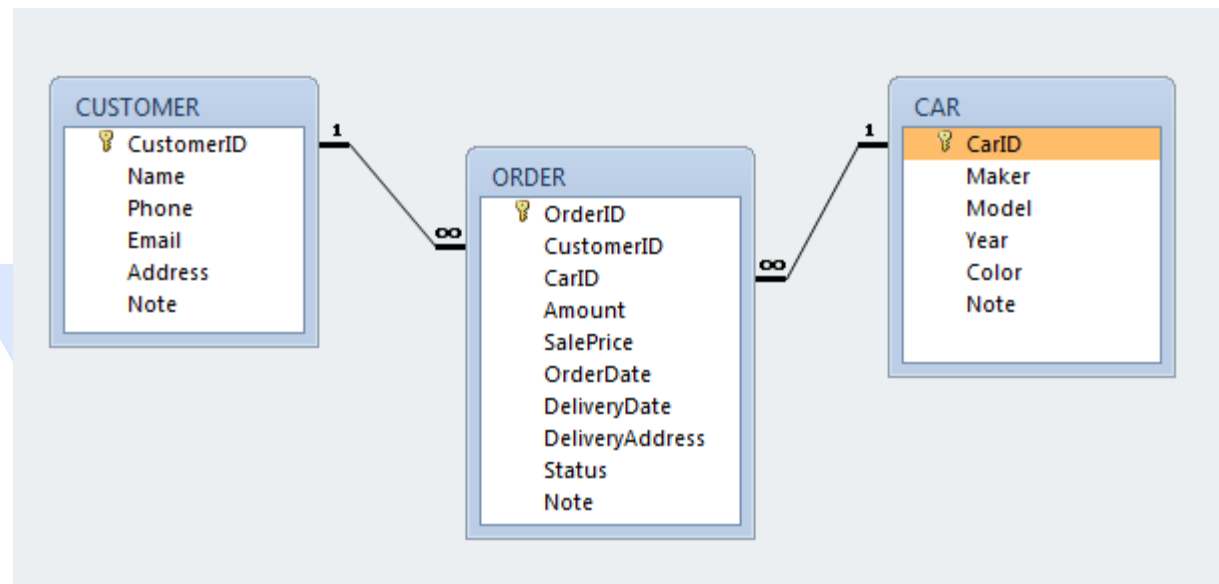 CUSTOMER
CustomerID
Name
Phone
Email
Address
Note
1
∞
ORDER
OrderID
CustomerID
CarID
Amount
SalePrice
OrderDate
DeliveryDate
DeliveryAddress
Status
Note
∞
1
CAR
CarID
Maker
Model
Year
Color
Note